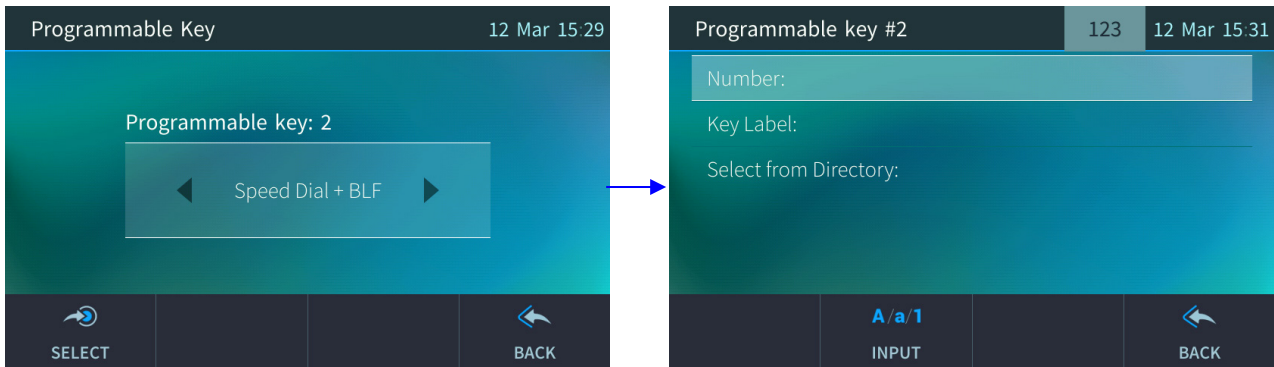 Programmable Key 12 Mar 15:29
Programmable key: 2
Speed Dial + BLF
SELECT BACK
Programmable key #2 123 12 Mar 15:31
Number:
Key Label:
Select from Directory:
A/a/1
INPUT BACK